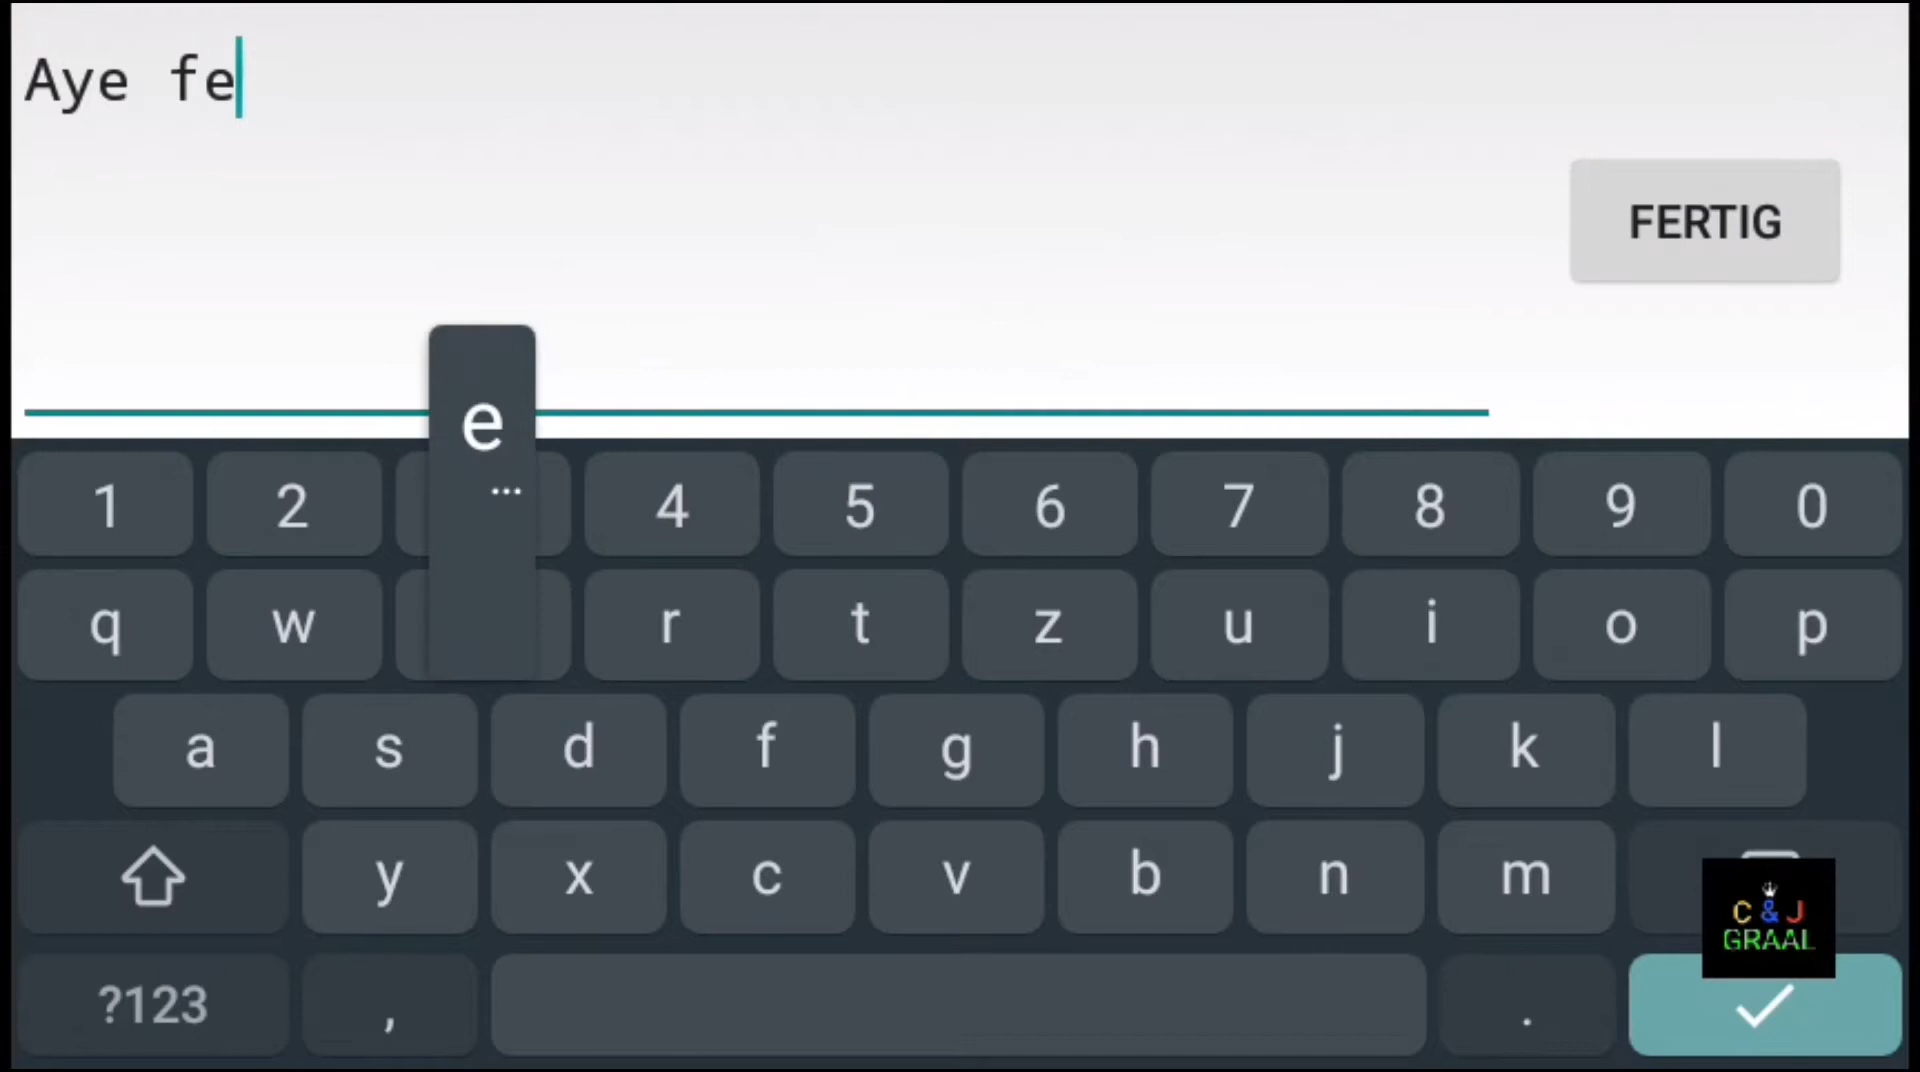 Aye fe
FERTIG
e
...
1 2 4 5 6 7 8 9 0
q w r t z u i o p
a s d f g h j k l
y x c v b n m
C & J
GRAAL
?123 , .